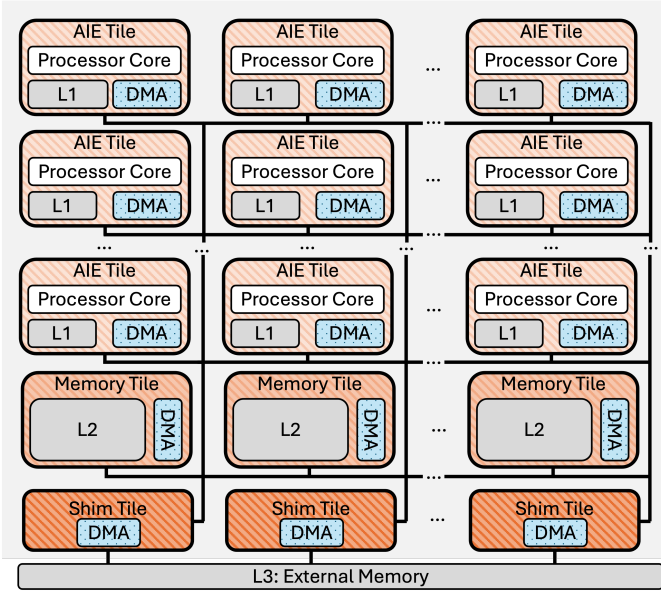 AIE Tile AIE Tile AIE Tile
Processor Core Processor Core ... Processor Core
L1 DMA L1 DMA L1 DMA
...
AIE Tile AIE Tile AIE Tile
Processor Core Processor Core ... Processor Core
L1 DMA L1 DMA L1 DMA
...
... ... ... ... ... ...
AIE Tile AIE Tile AIE Tile
Processor Core Processor Core ... Processor Core
L1 DMA L1 DMA L1 DMA
...
Memory Tile Memory Tile Memory Tile
L2 DMA L2 DMA ... L2 DMA
...
Shim Tile Shim Tile ... Shim Tile
DMA DMA DMA
L3: External Memory